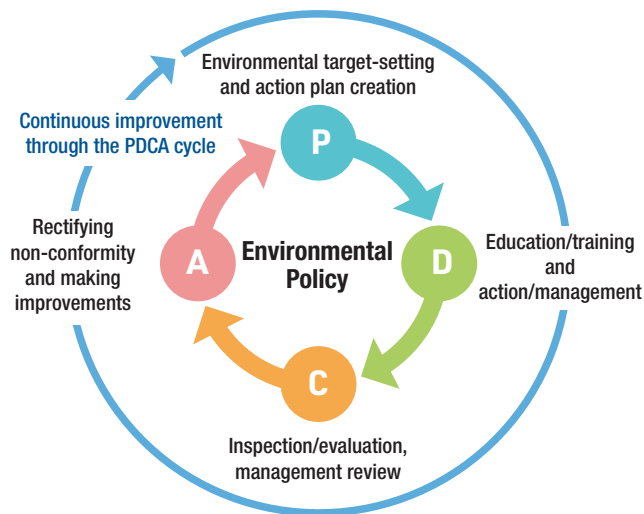 Environmental target-setting
and action plan creation
Continuous improvement
through the PDCA cycle
P
Rectifying
non-conformity
and making
improvements
A
Environmental
Policy
D
Education/training
and
action/management
C
Inspection/evaluation,
management review